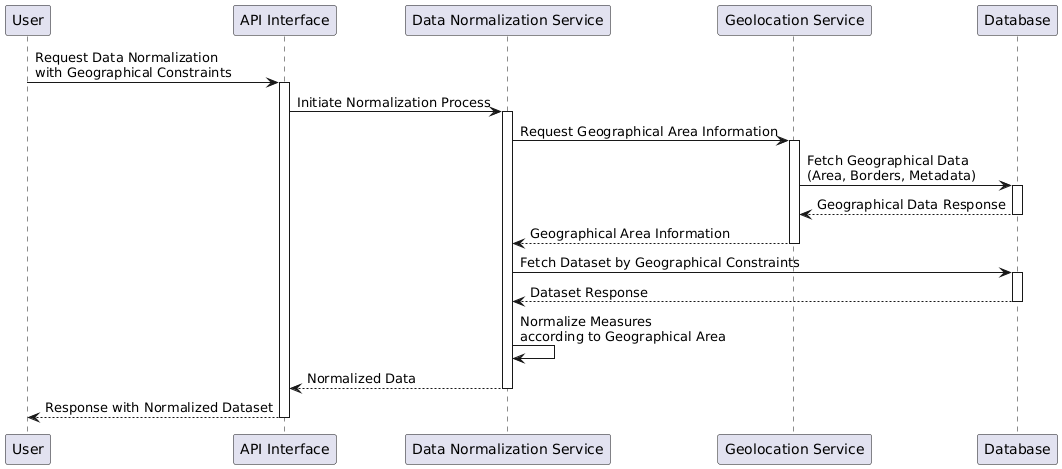 User
API Interface
Data Normalization Service
Geolocation Service
Database
Request Data Normalization
with Geographical Constraints
Initiate Normalization Process
Request Geographical Area Information
Fetch Geographical Data
(Area, Borders, Metadata)
Geographical Data Response
Geographical Area Information
Fetch Dataset by Geographical Constraints
Dataset Response
Normalize Measures
according to Geographical Area
Normalized Data
Response with Normalized Dataset
User
API Interface
Data Normalization Service
Geolocation Service
Database